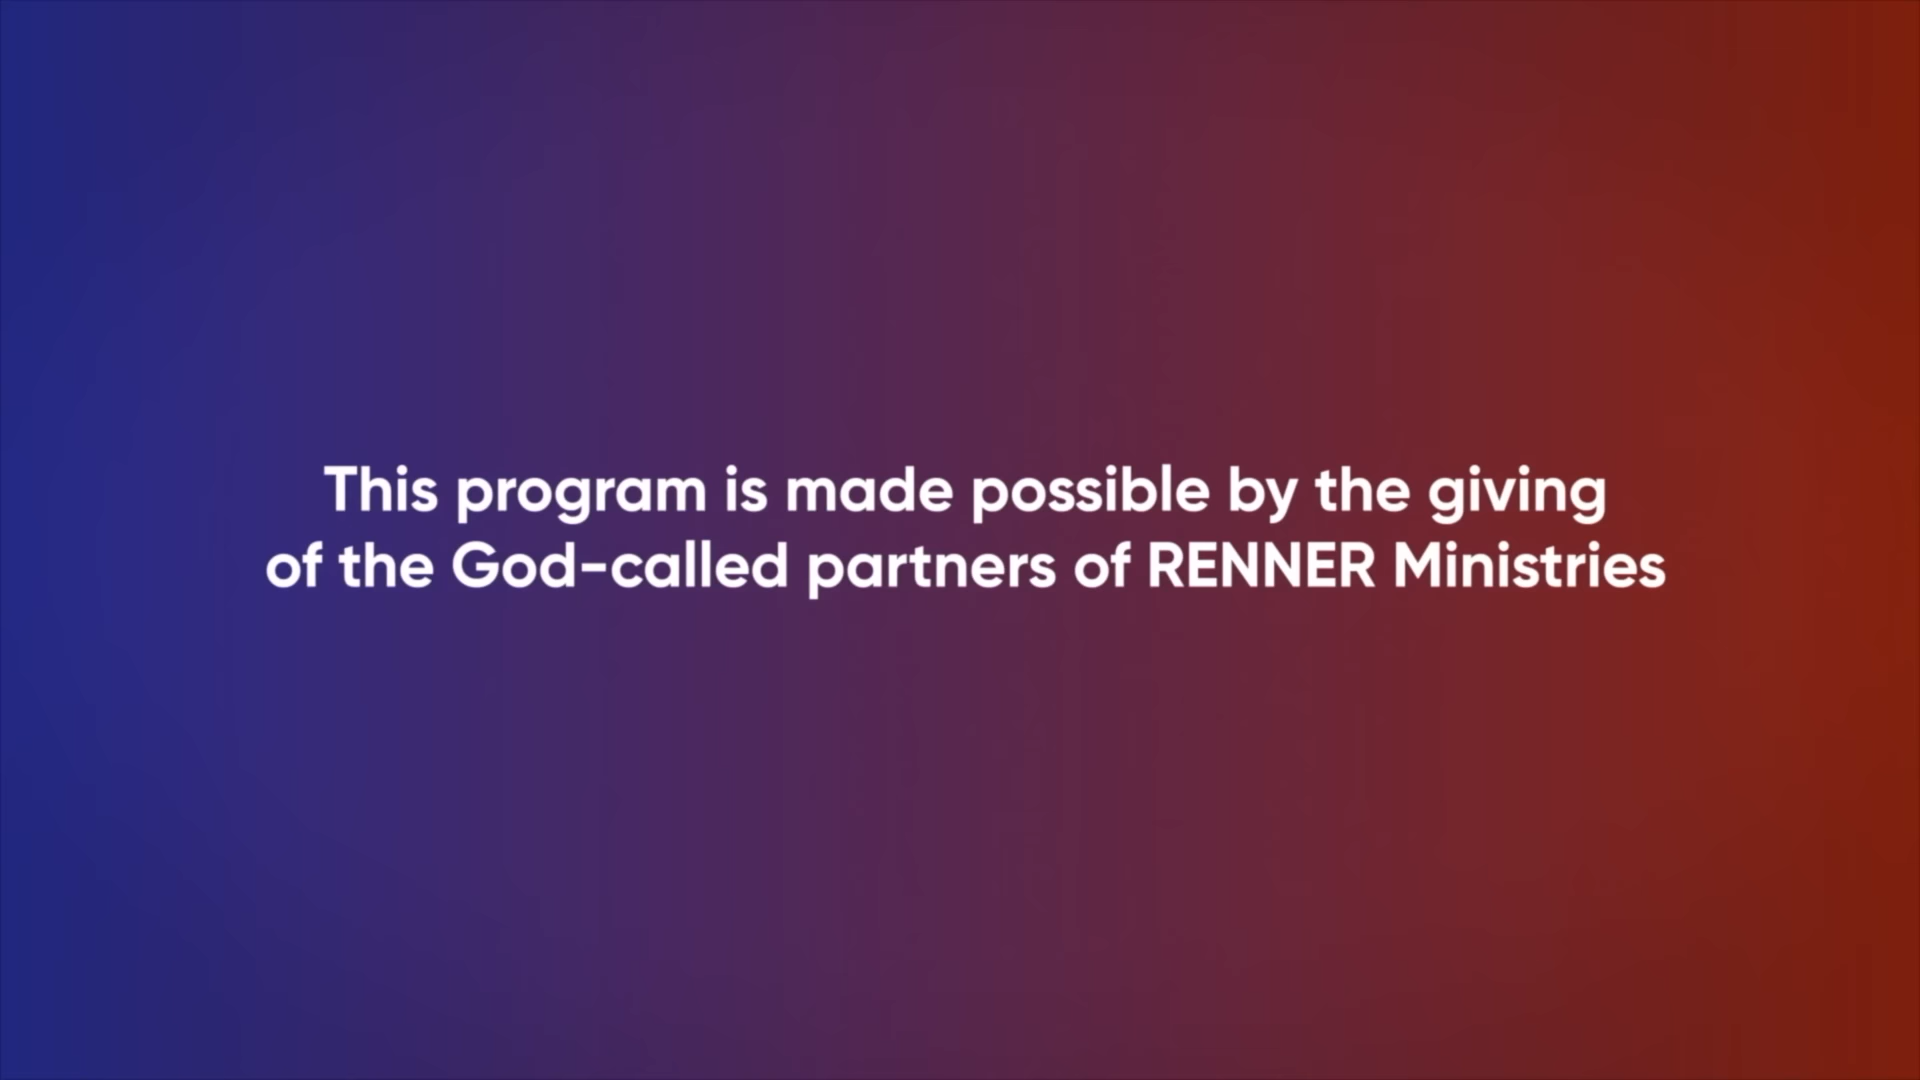 This program is made possible by the giving
of the God-called partners of RENNER Ministries